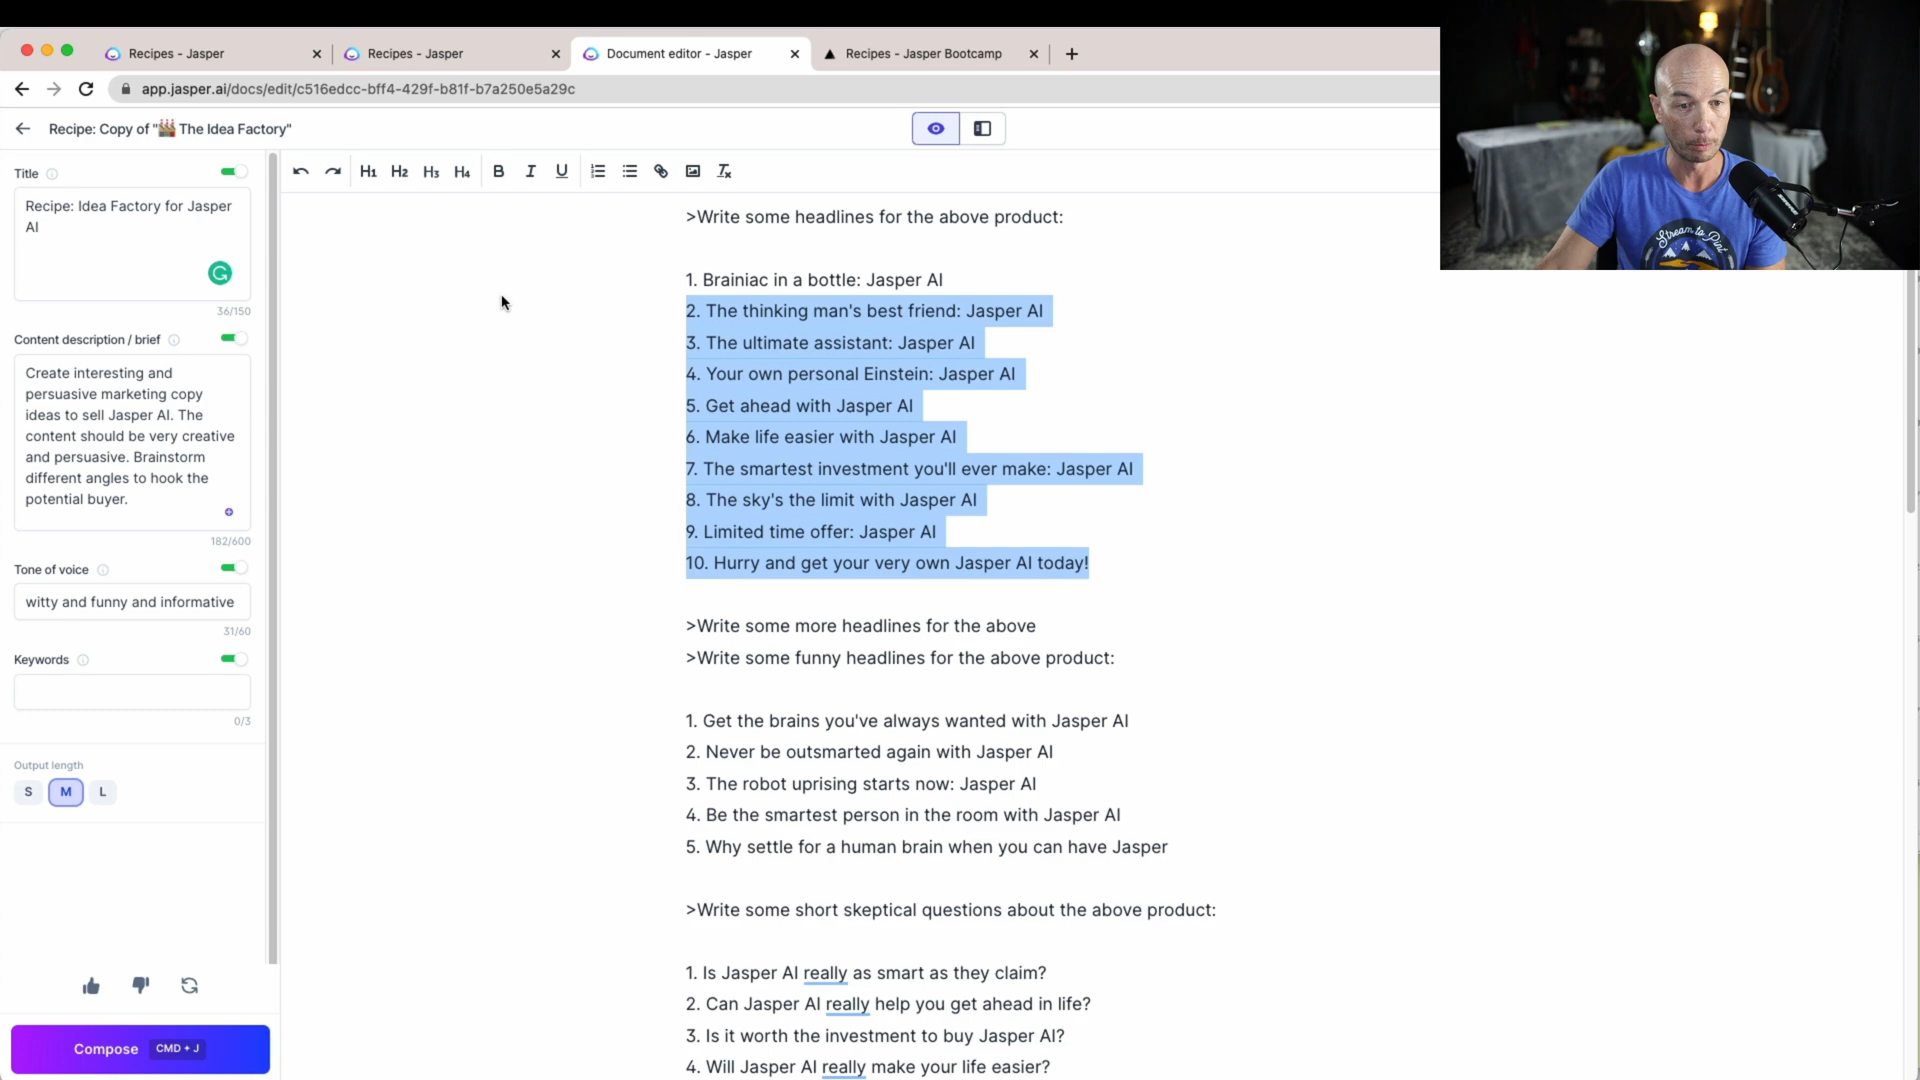 Recipes - Jasper
Recipes - Jasper
Document editor - Jasper
Recipes - Jasper Bootcamp
app.jasper.ai/docs/edit/c516edcc-bff4-429f-b81f-b7a250e5a29c
Recipe: Copy of "🏭 The Idea Factory"
Title
Recipe: Idea Factory for Jasper
AI
36/150
Content description / brief
Create interesting and
persuasive marketing copy
ideas to sell Jasper AI. The
content should be very creative
and persuasive. Brainstorm
different angles to hook the
potential buyer.
182/600
Tone of voice
witty and funny and informative
31/60
Keywords
0/3
Output length
S M L
Compose CMD + J
H1 H2 H3 H4 B I U
>Write some headlines for the above product:
1. Brainiac in a bottle: Jasper AI
2. The thinking man's best friend: Jasper AI
3. The ultimate assistant: Jasper AI
4. Your own personal Einstein: Jasper AI
5. Get ahead with Jasper AI
6. Make life easier with Jasper AI
7. The smartest investment you'll ever make: Jasper AI
8. The sky's the limit with Jasper AI
9. Limited time offer: Jasper AI
10. Hurry and get your very own Jasper AI today!
>Write some more headlines for the above
>Write some funny headlines for the above product:
1. Get the brains you've always wanted with Jasper AI
2. Never be outsmarted again with Jasper AI
3. The robot uprising starts now: Jasper AI
4. Be the smartest person in the room with Jasper AI
5. Why settle for a human brain when you can have Jasper
>Write some short skeptical questions about the above product:
1. Is Jasper AI really as smart as they claim?
2. Can Jasper AI really help you get ahead in life?
3. Is it worth the investment to buy Jasper AI?
4. Will Jasper AI really make your life easier?
Stream to Pint